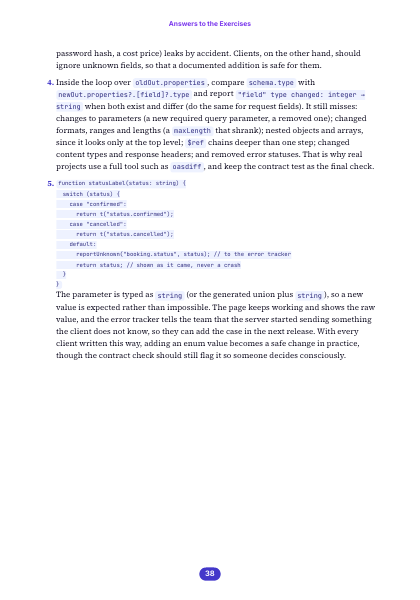 Answers to the Exercises
password hash, a cost price) leaks by accident. Clients, on the other hand, should
ignore unknown fields, so that a documented addition is safe for them.
4. Inside the loop over oldOut.properties, compare schema.type with
newOut.properties?.[field]?.type and report "field" type changed: integer →
string when both exist and differ (do the same for request fields). It still misses:
changes to parameters (a new required query parameter, a removed one); changed
formats, ranges and lengths (a maxLength that shrank); nested objects and arrays,
since it looks only at the top level; $ref chains deeper than one step; changed
content types and response headers; and removed error statuses. That is why real
projects use a full tool such as oasdiff, and keep the contract test as the final check.
5. function statusLabel(status: string) {
switch (status) {
case "confirmed":
return t("status.confirmed");
case "cancelled":
return t("status.cancelled");
default:
reportUnknown("booking.status", status); // to the error tracker
return status; // shown as it came, never a crash
}
}
The parameter is typed as string (or the generated union plus string), so a new
value is expected rather than impossible. The page keeps working and shows the raw
value, and the error tracker tells the team that the server started sending something
the client does not know, so they can add the case in the next release. With every
client written this way, adding an enum value becomes a safe change in practice,
though the contract check should still flag it so someone decides consciously.
38